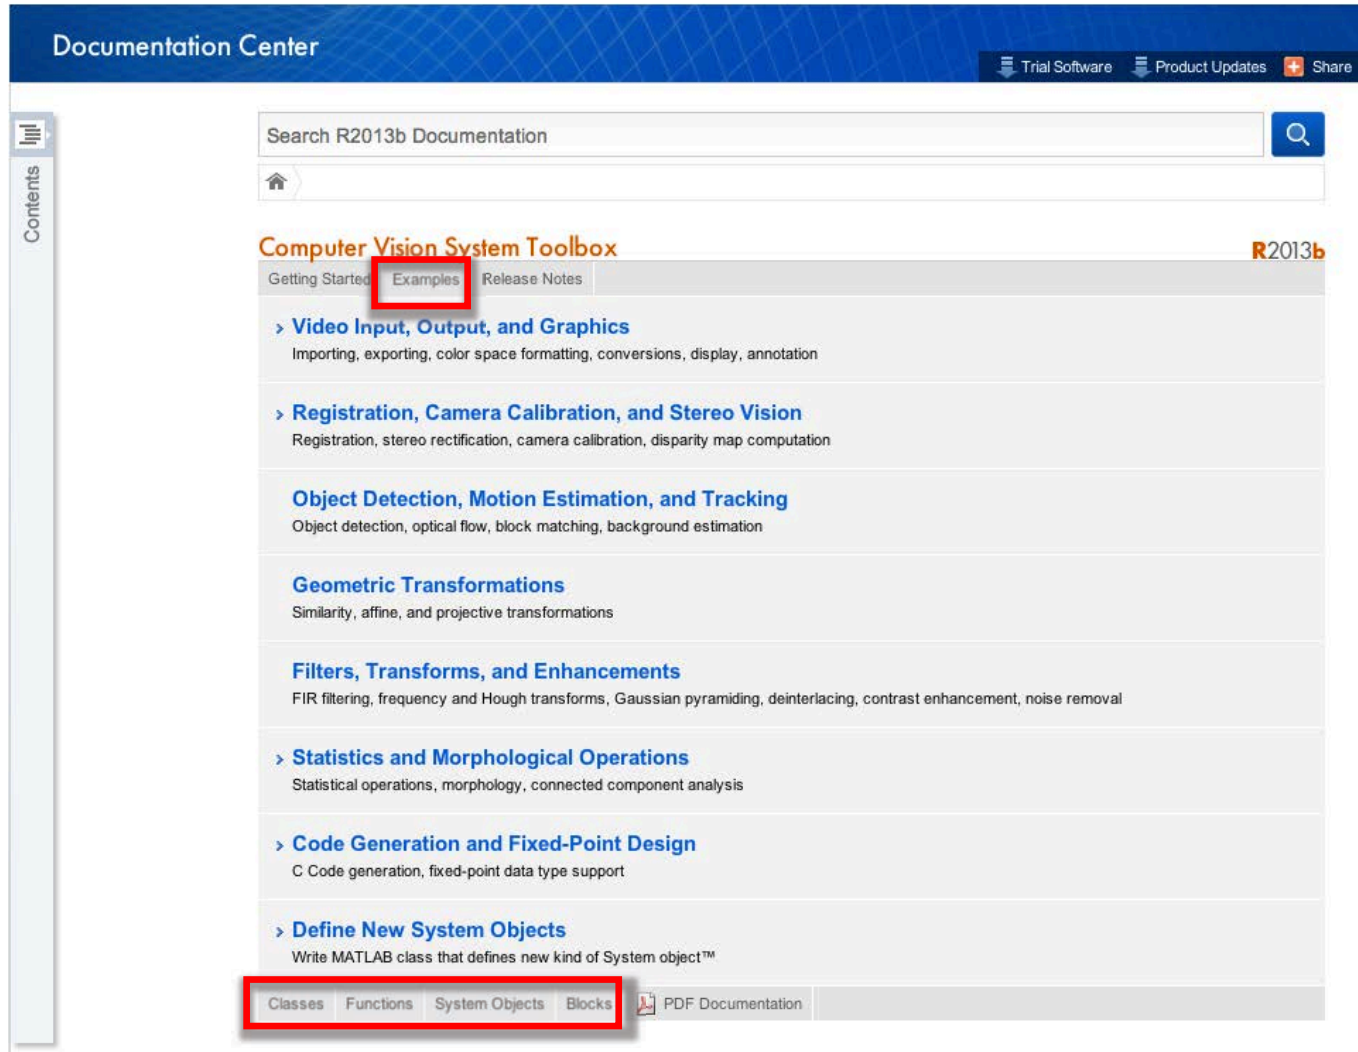 Documentation Center
Trial Software Product Updates Share
Contents
Search R2013b Documentation
Computer Vision System Toolbox R2013b
Getting Started Examples Release Notes
Video Input, Output, and Graphics
Importing, exporting, color space formatting, conversions, display, annotation
Registration, Camera Calibration, and Stereo Vision
Registration, stereo rectification, camera calibration, disparity map computation
Object Detection, Motion Estimation, and Tracking
Object detection, optical flow, block matching, background estimation
Geometric Transformations
Similarity, affine, and projective transformations
Filters, Transforms, and Enhancements
FIR filtering, frequency and Hough transforms, Gaussian pyramiding, deinterlacing, contrast enhancement, noise removal
Statistics and Morphological Operations
Statistical operations, morphology, connected component analysis
Code Generation and Fixed-Point Design
C Code generation, fixed-point data type support
Define New System Objects
Write MATLAB class that defines new kind of System object™
Classes Functions System Objects Blocks PDF Documentation